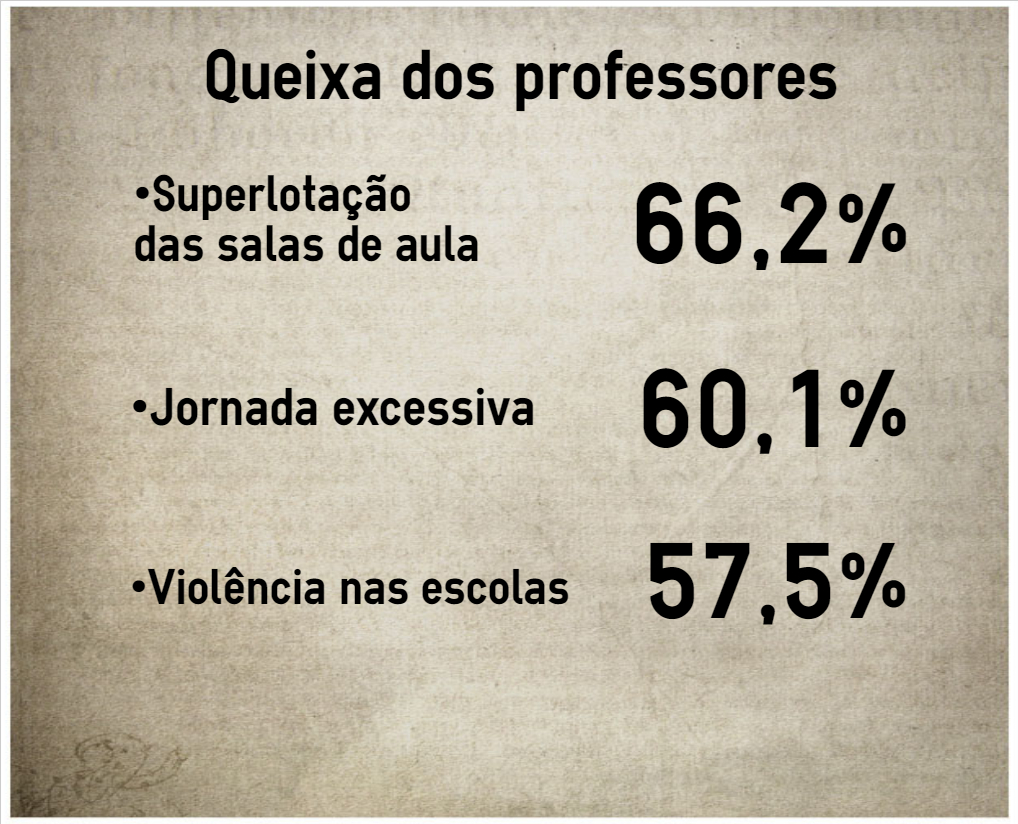 Queixa dos professores
•Superlotação
das salas de aula
66,2%
•Jornada excessiva
60,1%
•Violência nas escolas
57,5%